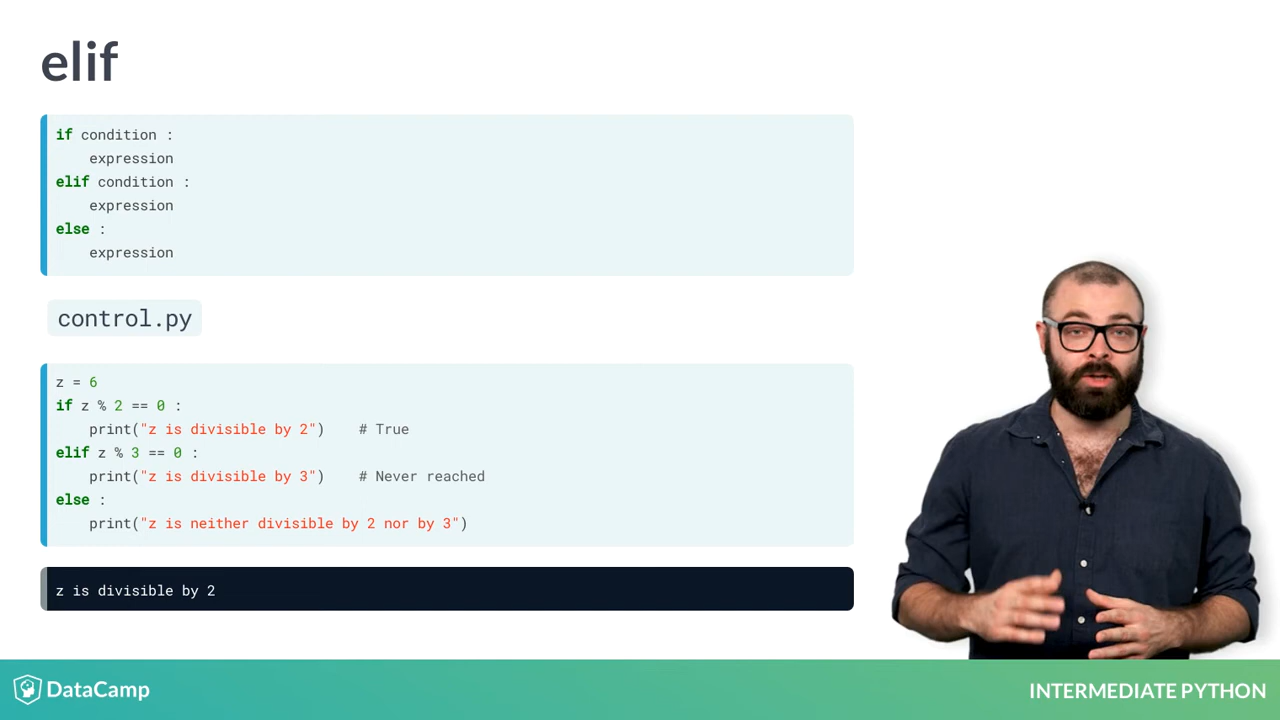 elif
if condition :
    expression
elif condition :
    expression
else :
    expression
control.py
z = 6
if z % 2 == 0 :
    print("z is divisible by 2")    # True
elif z % 3 == 0 :
    print("z is divisible by 3")    # Never reached
else :
    print("z is neither divisible by 2 nor by 3")
z is divisible by 2
DataCamp
INTERMEDIATE PYTHON